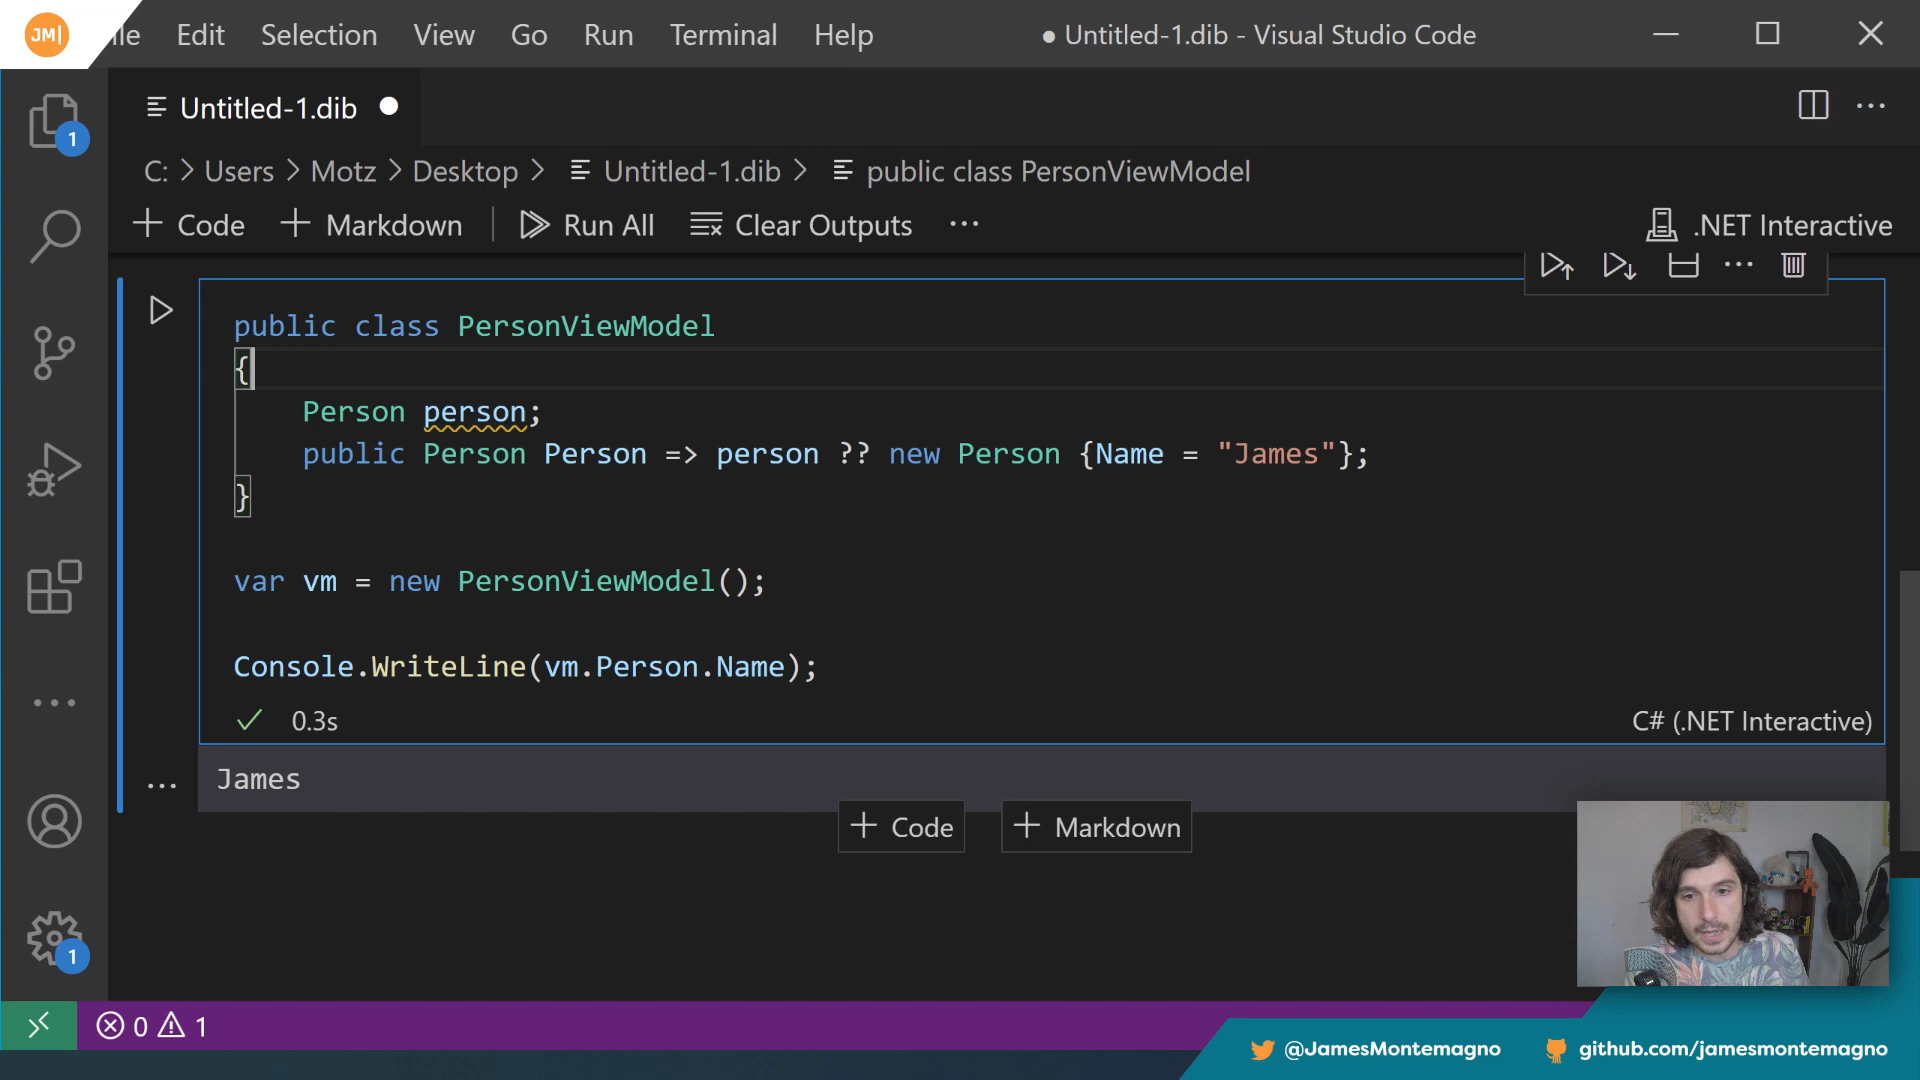 JM|
ile Edit Selection View Go Run Terminal Help ● Untitled-1.dib - Visual Studio Code
Untitled-1.dib ●
C: > Users > Motz > Desktop > Untitled-1.dib > public class PersonViewModel
+ Code + Markdown Run All Clear Outputs ··· .NET Interactive
public class PersonViewModel
{
Person person;
public Person Person => person ?? new Person {Name = "James"};
}
var vm = new PersonViewModel();
Console.WriteLine(vm.Person.Name);
✓ 0.3s C# (.NET Interactive)
James
+ Code + Markdown
1
1
0 1
@JamesMontemagno github.com/jamesmontemagno